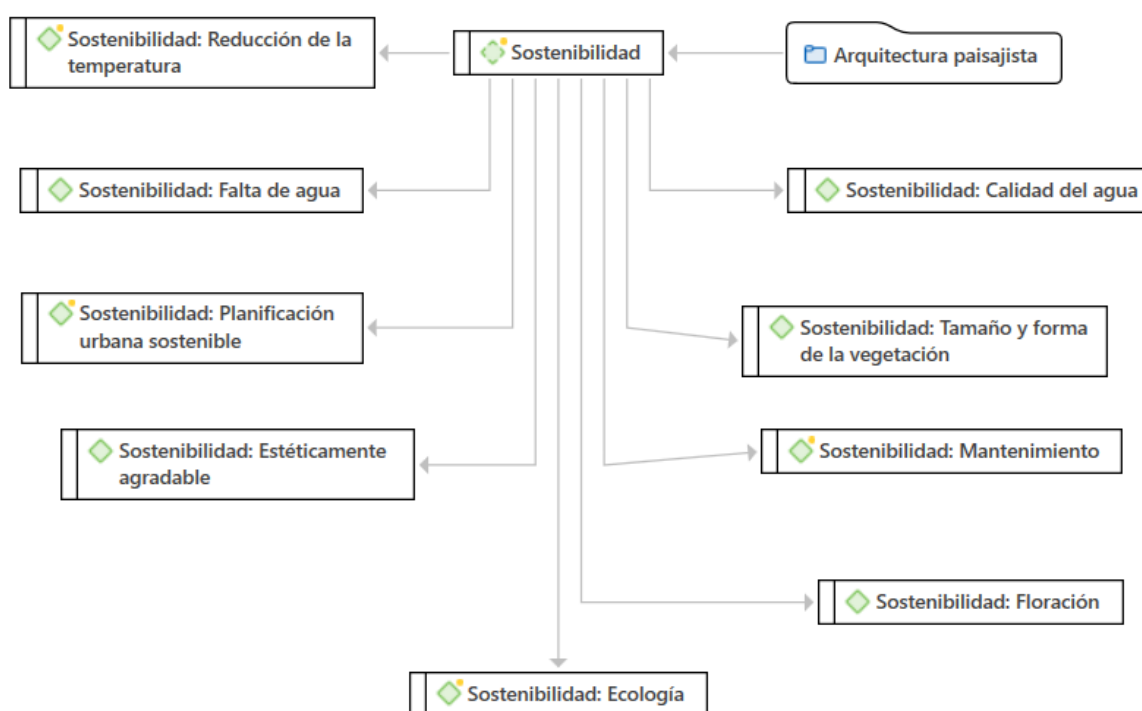 Sostenibilidad: Reducción de la
temperatura
Sostenibilidad
Arquitectura paisajista
Sostenibilidad: Falta de agua
Sostenibilidad: Calidad del agua
Sostenibilidad: Planificación
urbana sostenible
Sostenibilidad: Tamaño y forma
de la vegetación
Sostenibilidad: Estéticamente
agradable
Sostenibilidad: Mantenimiento
Sostenibilidad: Floración
Sostenibilidad: Ecología